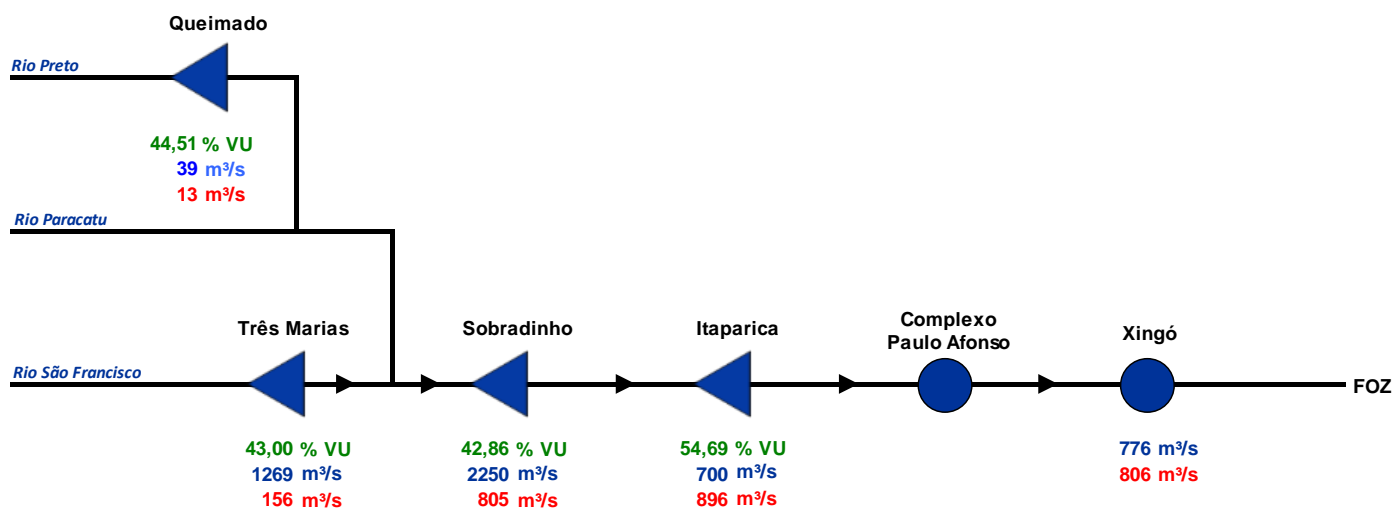 Queimado
Rio Preto
44,51 % VU
39 m³/s
13 m³/s
Rio Paracatu
Três Marias
Sobradinho
Itaparica
Complexo
Paulo Afonso
Xingó
Rio São Francisco
FOZ
43,00 % VU
1269 m³/s
156 m³/s
42,86 % VU
2250 m³/s
805 m³/s
54,69 % VU
700 m³/s
896 m³/s
776 m³/s
806 m³/s